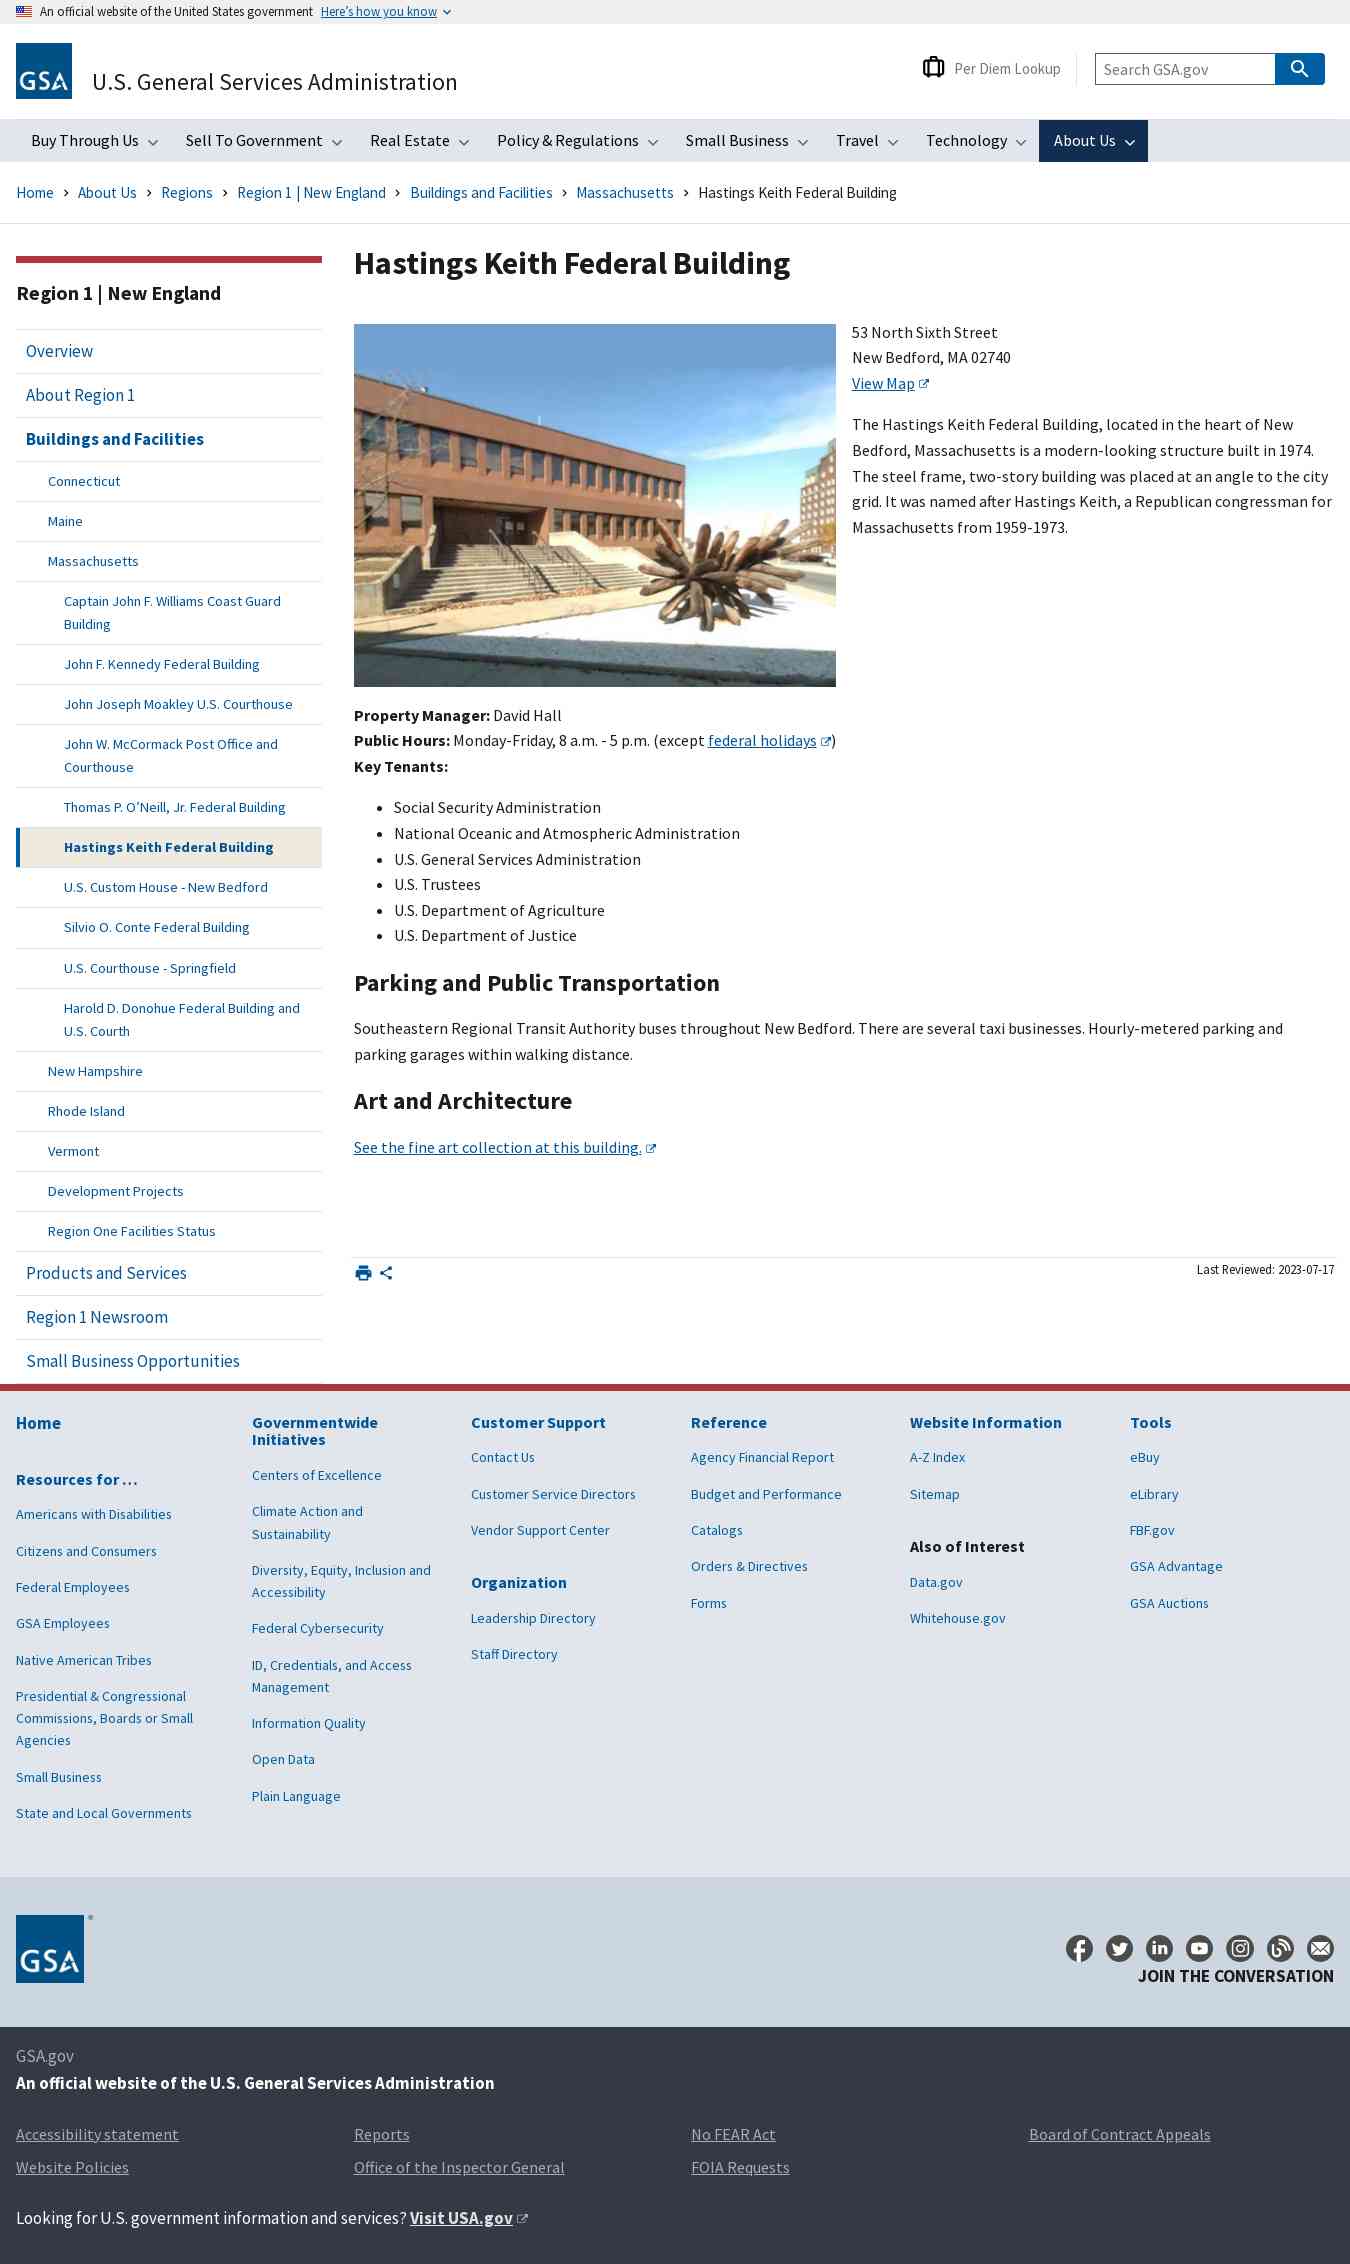 An official website of the United States government Here's how you know
GSA
U.S. General Services Administration
Per Diem Lookup
Search GSA.gov
Buy Through Us Sell To Government Real Estate Policy & Regulations Small Business Travel Technology About Us
Home About Us Regions Region 1 | New England Buildings and Facilities Massachusetts Hastings Keith Federal Building
Region 1 | New England
Overview
About Region 1
Buildings and Facilities
Connecticut
Maine
Massachusetts
Captain John F. Williams Coast Guard
Building
John F. Kennedy Federal Building
John Joseph Moakley U.S. Courthouse
John W. McCormack Post Office and
Courthouse
Thomas P. O'Neill, Jr. Federal Building
Hastings Keith Federal Building
U.S. Custom House - New Bedford
Silvio O. Conte Federal Building
U.S. Courthouse - Springfield
Harold D. Donohue Federal Building and
U.S. Courth
New Hampshire
Rhode Island
Vermont
Development Projects
Region One Facilities Status
Products and Services
Region 1 Newsroom
Small Business Opportunities
Hastings Keith Federal Building
53 North Sixth Street
New Bedford, MA 02740
View Map
The Hastings Keith Federal Building, located in the heart of New
Bedford, Massachusetts is a modern-looking structure built in 1974.
The steel frame, two-story building was placed at an angle to the city
grid. It was named after Hastings Keith, a Republican congressman for
Massachusetts from 1959-1973.
Property Manager: David Hall
Public Hours: Monday-Friday, 8 a.m. - 5 p.m. (except federal holidays)
Key Tenants:
• Social Security Administration
• National Oceanic and Atmospheric Administration
• U.S. General Services Administration
• U.S. Trustees
• U.S. Department of Agriculture
• U.S. Department of Justice
Parking and Public Transportation
Southeastern Regional Transit Authority buses throughout New Bedford. There are several taxi businesses. Hourly-metered parking and
parking garages within walking distance.
Art and Architecture
See the fine art collection at this building.
Last Reviewed: 2023-07-17
Home
Resources for …
Americans with Disabilities
Citizens and Consumers
Federal Employees
GSA Employees
Native American Tribes
Presidential & Congressional
Commissions, Boards or Small
Agencies
Small Business
State and Local Governments
Governmentwide
Initiatives
Centers of Excellence
Climate Action and
Sustainability
Diversity, Equity, Inclusion and
Accessibility
Federal Cybersecurity
ID, Credentials, and Access
Management
Information Quality
Open Data
Plain Language
Customer Support
Contact Us
Customer Service Directors
Vendor Support Center
Organization
Leadership Directory
Staff Directory
Reference
Agency Financial Report
Budget and Performance
Catalogs
Orders & Directives
Forms
Website Information
A-Z Index
Sitemap
Also of Interest
Data.gov
Whitehouse.gov
Tools
eBuy
eLibrary
FBF.gov
GSA Advantage
GSA Auctions
GSA
JOIN THE CONVERSATION
GSA.gov
An official website of the U.S. General Services Administration
Accessibility statement Reports No FEAR Act Board of Contract Appeals
Website Policies Office of the Inspector General FOIA Requests
Looking for U.S. government information and services? Visit USA.gov